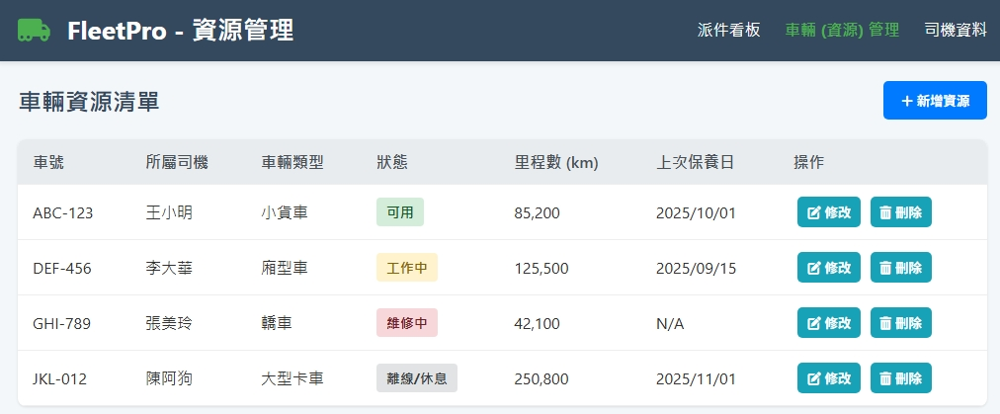 FleetPro - 資源管理 派件看板 車輛 (資源) 管理 司機資料
車輛資源清單 + 新增資源
車號 所屬司機 車輛類型 狀態 里程數 (km) 上次保養日 操作
ABC-123 王小明 小貨車 可用 85,200 2025/10/01 修改 刪除
DEF-456 李大華 廂型車 工作中 125,500 2025/09/15 修改 刪除
GHI-789 張美玲 轎車 維修中 42,100 N/A 修改 刪除
JKL-012 陳阿狗 大型卡車 離線/休息 250,800 2025/11/01 修改 刪除